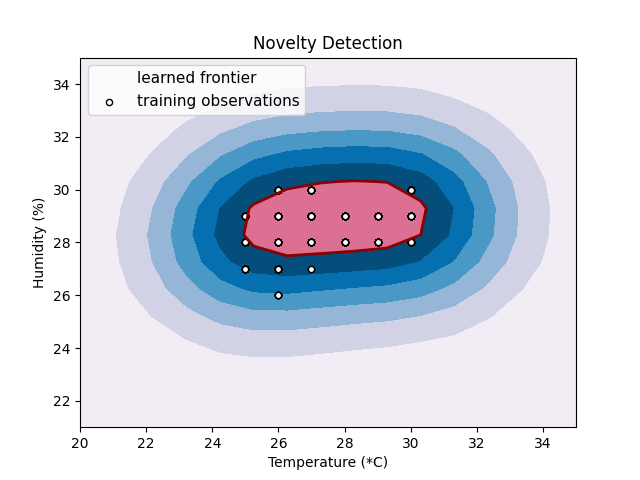 Novelty Detection
learned frontier
training observations
34
32
30
28
26
24
22
Humidity (%)
20 22 24 26 28 30 32 34
Temperature (*C)